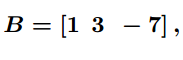 B = [1 3 − 7],